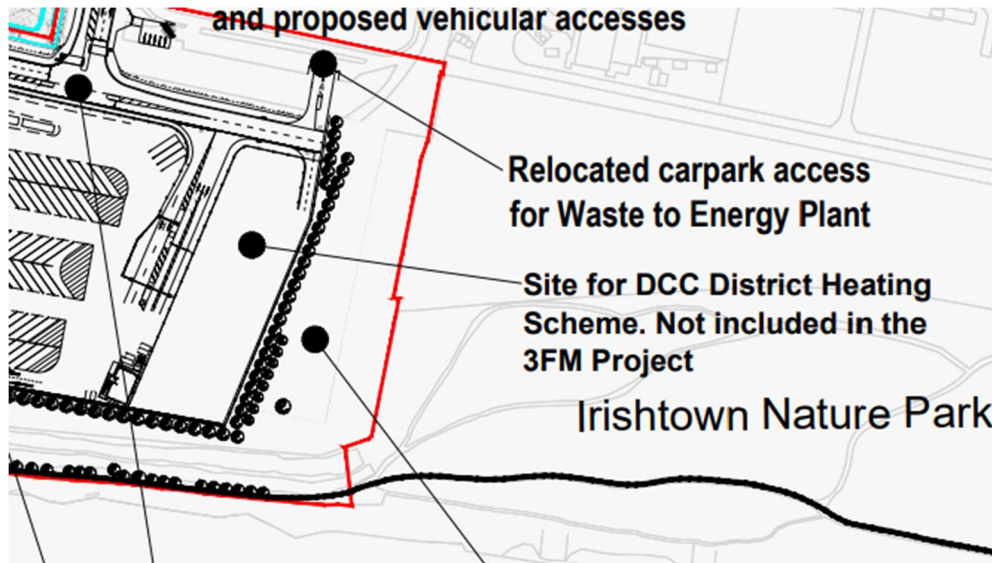 and proposed vehicular accesses
Relocated carpark access
for Waste to Energy Plant
Site for DCC District Heating
Scheme. Not included in the
3FM Project
Irishtown Nature Park